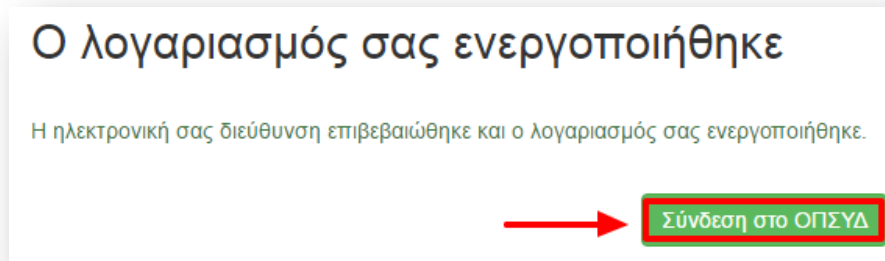 Ο λογαριασμός σας ενεργοποιήθηκε
Η ηλεκτρονική σας διεύθυνση επιβεβαιώθηκε και ο λογαριασμός σας ενεργοποιήθηκε.
Σύνδεση στο ΟΠΣΥΔ